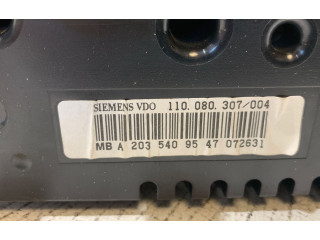 SIEMENS VDO 110.080.307/004
MB A 203 540 95 47 072631